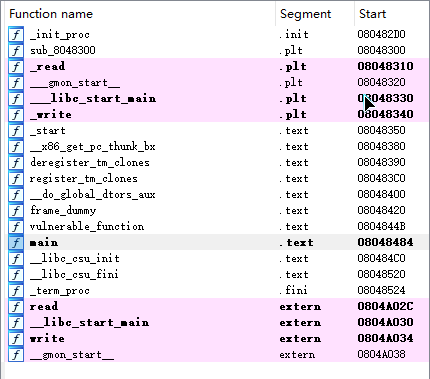 Function name Segment Start
f _init_proc .init 080482D0
f sub_8048300 .plt 08048300
f _read .plt 08048310
f ___gmon_start__ .plt 08048320
f ___libc_start_main .plt 08048330
f _write .plt 08048340
f _start .text 08048350
f __x86_get_pc_thunk_bx .text 08048380
f deregister_tm_clones .text 08048390
f register_tm_clones .text 080483C0
f __do_global_dtors_aux .text 08048400
f frame_dummy .text 08048420
f vulnerable_function .text 0804844B
f main .text 08048484
f __libc_csu_init .text 080484C0
f __libc_csu_fini .text 08048520
f _term_proc .fini 08048524
f read extern 0804A02C
f __libc_start_main extern 0804A030
f write extern 0804A034
f __gmon_start__ extern 0804A038